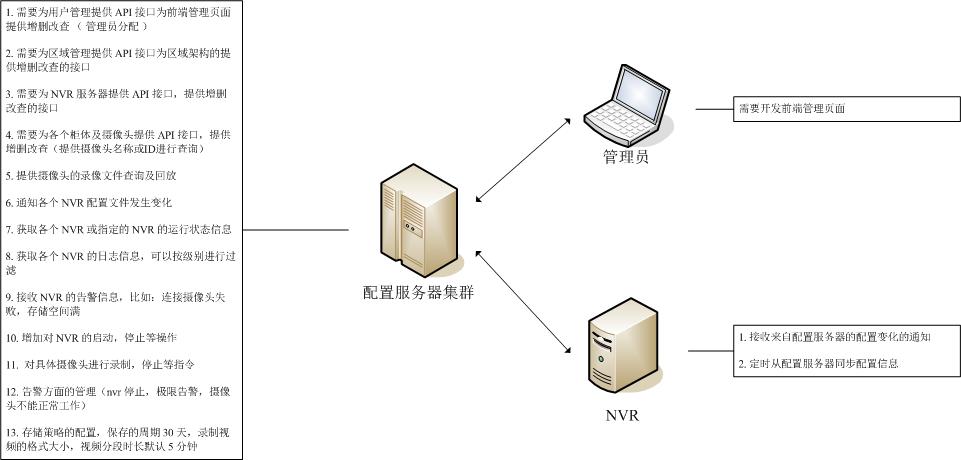 1. 需要为用户管理提供 API 接口为前端管理页面
提供增删改查 （ 管理员分配 ）
2. 需要为区域管理提供 API 接口为区域架构的提
供增删改查的接口
3. 需要为 NVR 服务器提供 API 接口，提供增删
改查的接口
4. 需要为各个柜体及摄像头提供 API 接口，提供
增删改查（提供摄像头名称或ID进行查询）
5. 提供摄像头的录像文件查询及回放
6. 通知各个 NVR 配置文件发生变化
7. 获取各个 NVR 或指定的 NVR 的运行状态信息
8. 获取各个 NVR 的日志信息，可以按级别进行过
滤
9. 接收 NVR 的告警信息，比如：连接摄像头失
败，存储空间满
10. 增加对 NVR 的启动，停止等操作
11. 对具体摄像头进行录制，停止等指令
12. 告警方面的管理（nvr 停止，极限告警，摄像
头不能正常工作）
13. 存储策略的配置，保存的周期 30 天，录制视
频的格式大小，视频分段时长默认 5 分钟
配置服务器集群
管理员
需要开发前端管理页面
NVR
1. 接收来自配置服务器的配置变化的通知
2. 定时从配置服务器同步配置信息